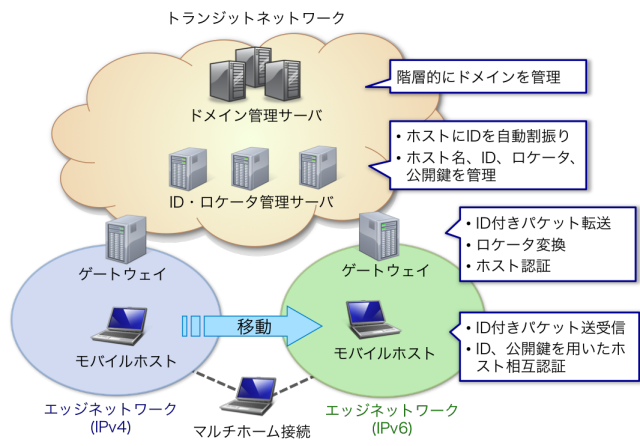 トランジットネットワーク
ドメイン管理サーバ
階層的にドメインを管理
• ホストにIDを自動割振り
• ホスト名、ID、ロケータ、
公開鍵を管理
ID・ロケータ管理サーバ
ゲートウェイ
ゲートウェイ
• ID付きパケット転送
• ロケータ変換
• ホスト認証
移動
モバイルホスト
モバイルホスト
• ID付きパケット送受信
• ID、公開鍵を用いたホ
スト相互認証
エッジネットワーク
(IPv4)
マルチホーム接続
エッジネットワーク
(IPv6)